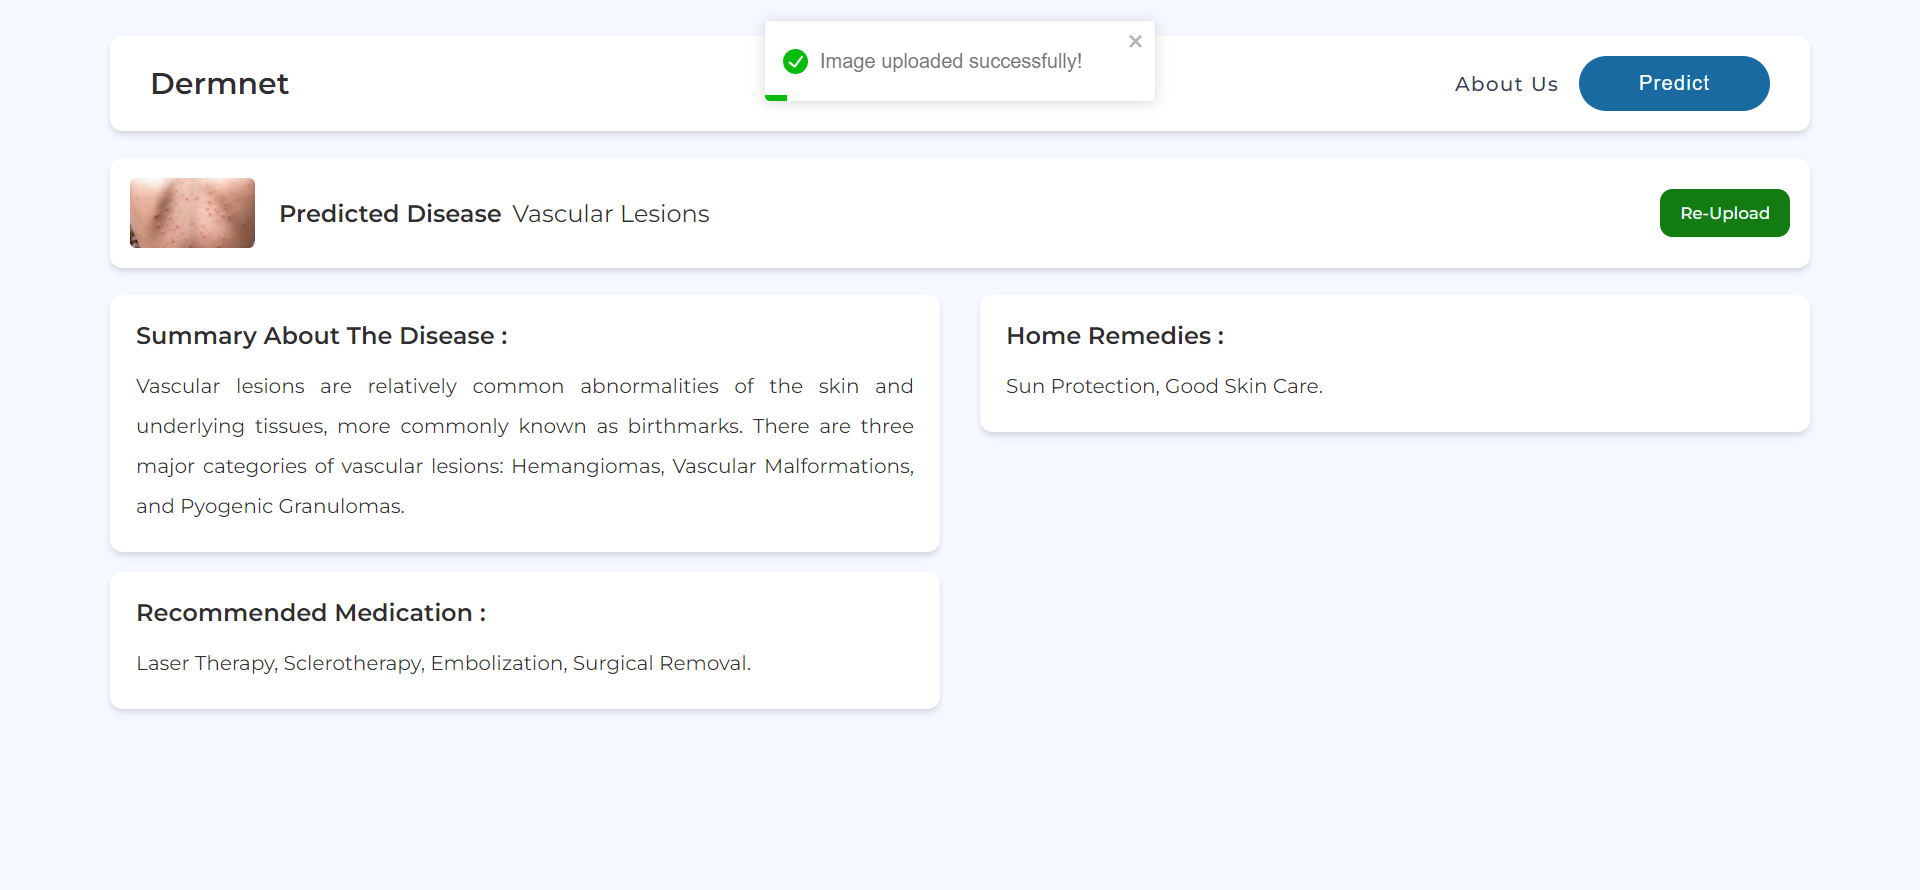 Dermnet
Image uploaded successfully!
About Us
Predict
Predicted Disease Vascular Lesions
Re-Upload
Summary About The Disease :
Vascular lesions are relatively common abnormalities of the skin and
underlying tissues, more commonly known as birthmarks. There are three
major categories of vascular lesions: Hemangiomas, Vascular Malformations,
and Pyogenic Granulomas.
Home Remedies :
Sun Protection, Good Skin Care.
Recommended Medication :
Laser Therapy, Sclerotherapy, Embolization, Surgical Removal.